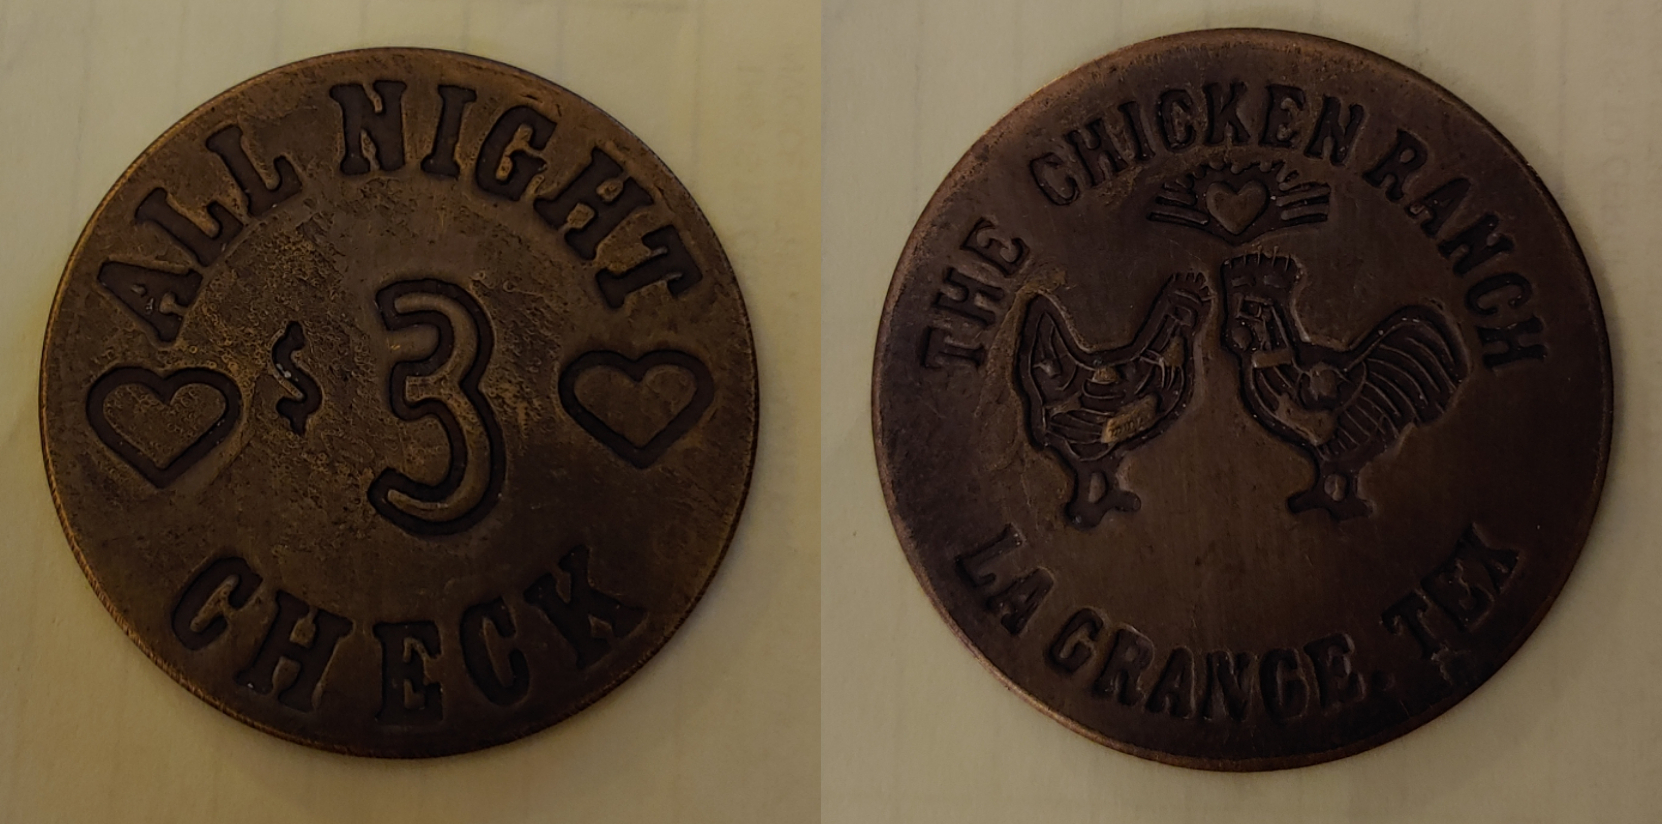 ALL NIGHT
$3
CHECK
THE CHICKEN RANCH
LA GRANGE, TEX